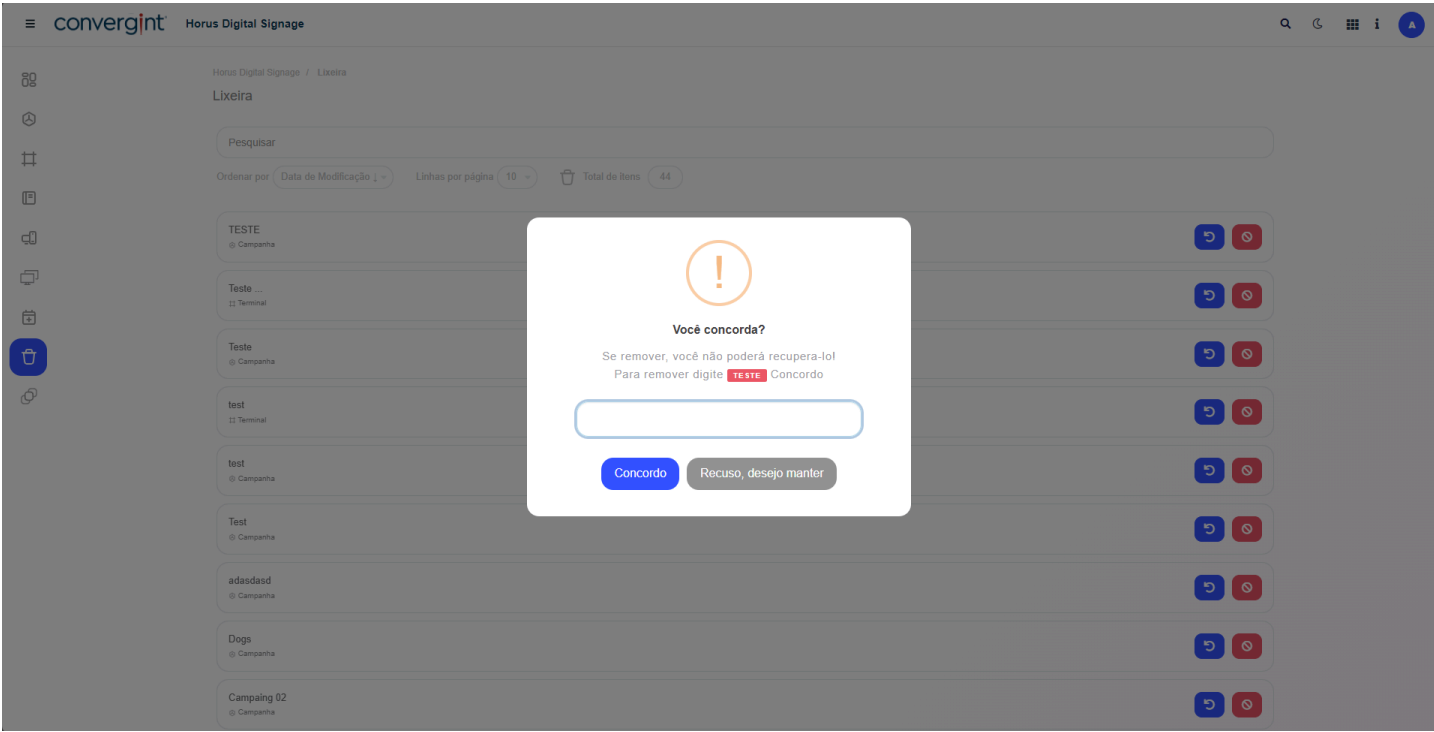 convergint Horus Digital Signage
A
Horus Digital Signage / Lixeira
Lixeira
Pesquisar
Ordenar por Data de Modificação ↓ Linhas por página 10 Total de itens 44
TESTE
Campanha
Teste ...
Terminal
Teste
Campanha
test
Terminal
test
Campanha
Test
Campanha
adasdasd
Campanha
Dogs
Campanha
Campaing 02
Campanha
!
Você concorda?
Se remover, você não poderá recupera-lo!
Para remover digite TESTE Concordo
Concordo Recuso, desejo manter